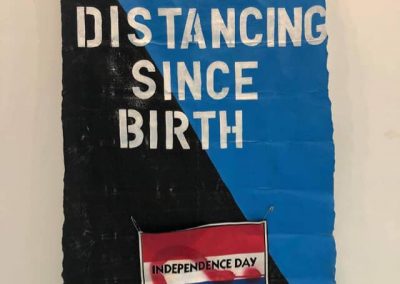 DISTANCING
SINCE
BIRTH
INDEPENDENCE DAY